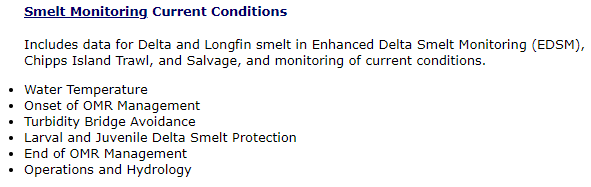 Smelt Monitoring Current Conditions
Includes data for Delta and Longfin smelt in Enhanced Delta Smelt Monitoring (EDSM),
Chipps Island Trawl, and Salvage, and monitoring of current conditions.
• Water Temperature
• Onset of OMR Management
• Turbidity Bridge Avoidance
• Larval and Juvenile Delta Smelt Protection
• End of OMR Management
• Operations and Hydrology